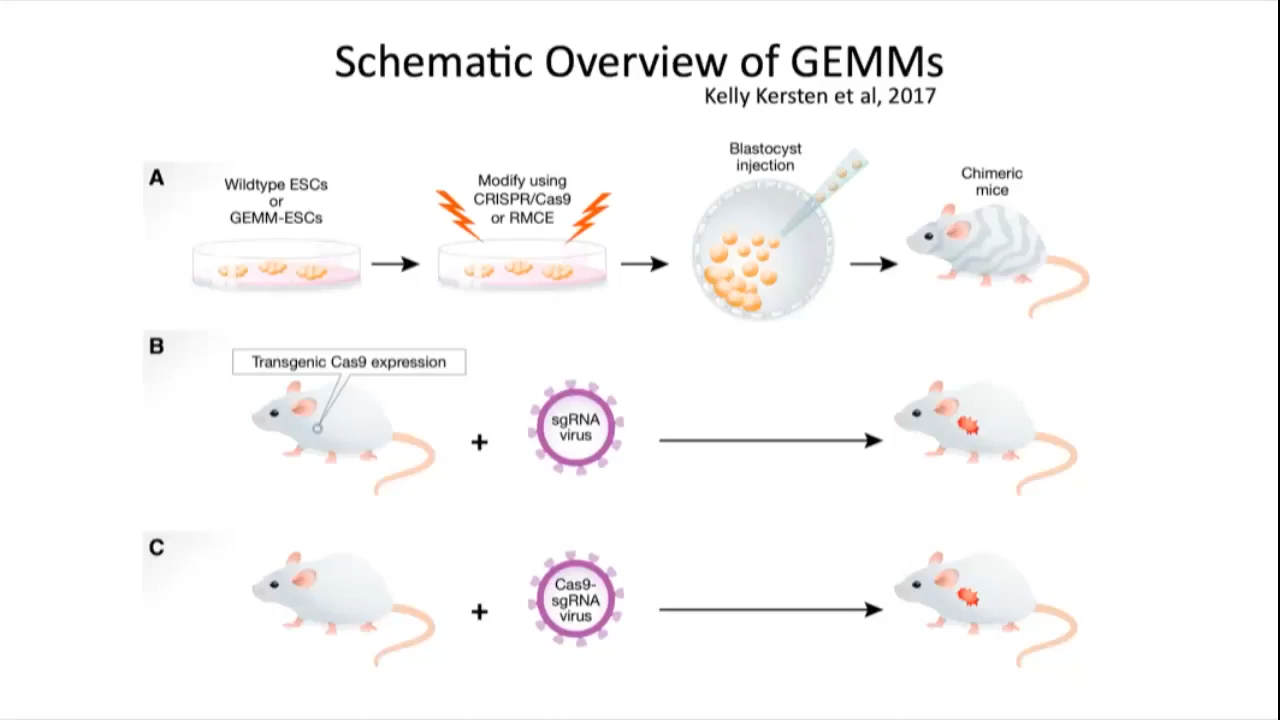 Schematic Overview of GEMMs
Kelly Kersten et al, 2017
A
Wildtype ESCs
or
GEMM-ESCs
Modify using
CRISPR/Cas9
or RMCE
Blastocyst
injection
Chimeric
mice
B
Transgenic Cas9 expression
+
sgRNA
virus
C
+
Cas9-
sgRNA
virus